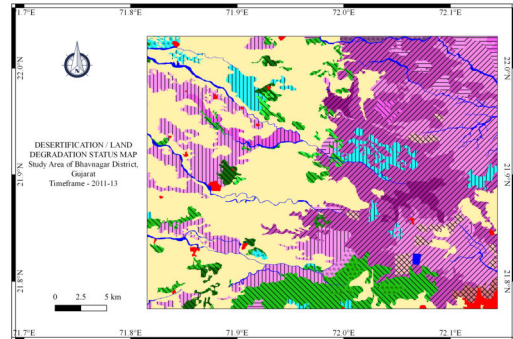 71.7°E 71.8°E 71.9°E 72.0°E 72.1°E
22.0°N 22.0°N
DESERTIFICATION / LAND
DEGRADATION STATUS MAP
Study Area of Bhavnagar District,
Gujarat
Timeframe - 2011-13
21.9°N 21.9°N
21.8°N 21.8°N
0 2.5 5 km
71.7°E 71.8°E 71.9°E 72.0°E 72.1°E